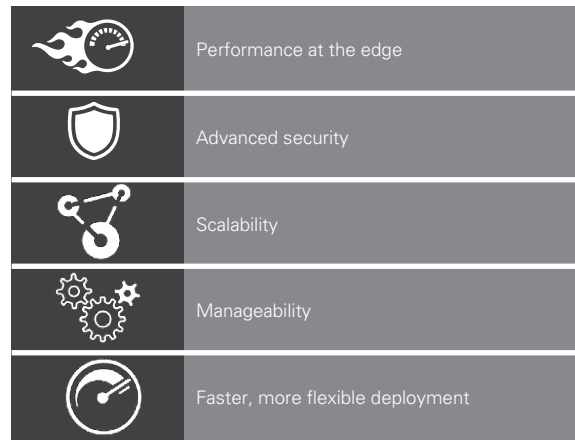 Performance at the edge
Advanced security
Scalability
Manageability
Faster, more flexible deployment